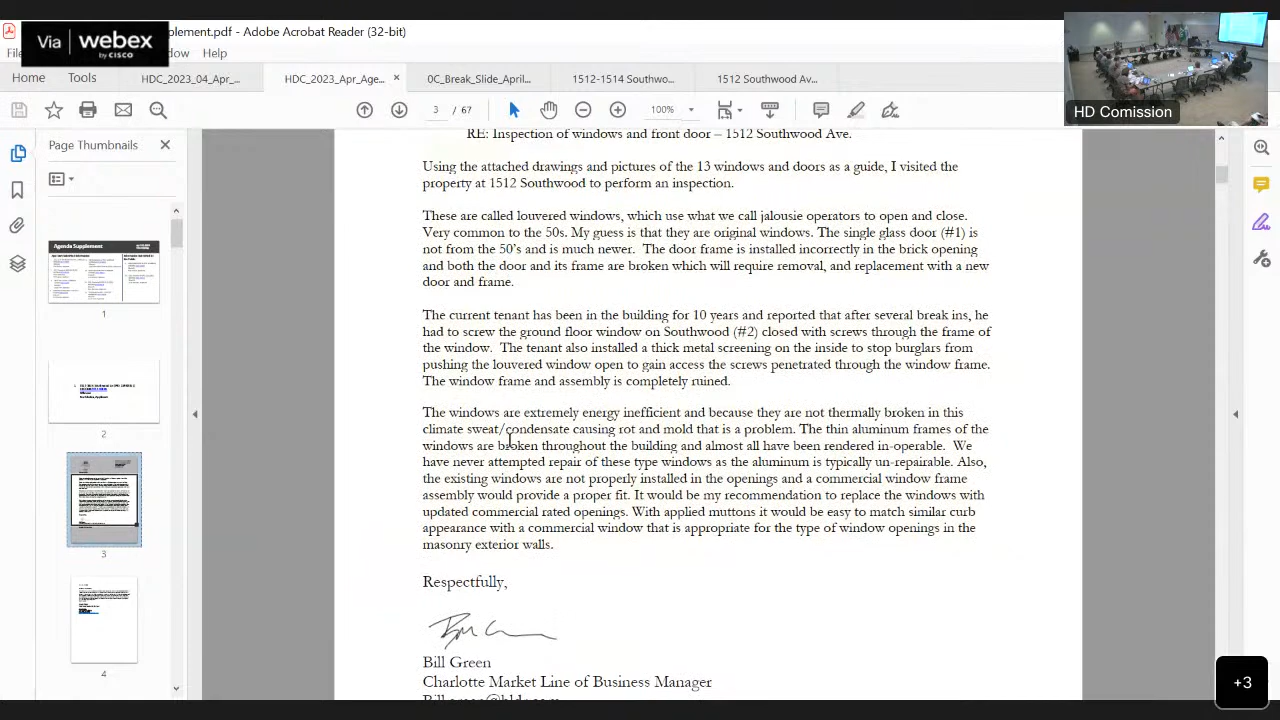 Via webex
by CISCO
plement.pdf - Adobe Acrobat Reader (32-bit)
Help
Home
Tools
HDC_2023_04_Apr_...
HDC_2023_Apr_Age...
0C_Break_Side_April...
1512-1514 Southwo...
1512 Southwood Av...
HD Comission
3 / 67
100%
Page Thumbnails
Agenda Supplement
1
2
3
4
RE: Inspection of windows and front door – 1512 Southwood Ave.
Using the attached drawings and pictures of the 13 windows and doors as a guide, I visited the
property at 1512 Southwood to perform an inspection.
These are called louvered windows, which use what we call jalousie operators to open and close.
Very common to the 50s. My guess is that they are original windows. The single glass door (#1) is
not from the 50's and is much newer. The door frame is installed incorrectly in the brick opening
and both the door and its frame are broken which will require removal, and replacement with a new
door and frame.
The current tenant has been in the building for 10 years and reported that after several break ins, he
had to screw the ground floor window on Southwood (#2) closed with screws through the frame of
the window. The tenant also installed a thick metal screening on the inside to stop burglars from
pushing the louvered window open to gain access the screws penetrated through the window frame.
The window frame and assembly is completely ruined.
The windows are extremely energy inefficient and because they are not thermally broken in this
climate sweat/condensate causing rot and mold that is a problem. The thin aluminum frames of the
windows are broken throughout the building and almost all have been rendered in-operable. We
have never attempted repair of these type windows as the aluminum is typically un-repairable. Also,
the existing windows are not properly installed in the openings and a commercial window frame
assembly would provide a proper fit. It would be my recommendation to replace the windows with
updated commercial rated openings. With applied muttons it would be easy to match similar curb
appearance with a commercial window that is appropriate for the type of window openings in the
masonry exterior walls.
Respectfully,
Bill Green
Charlotte Market Line of Business Manager
+3